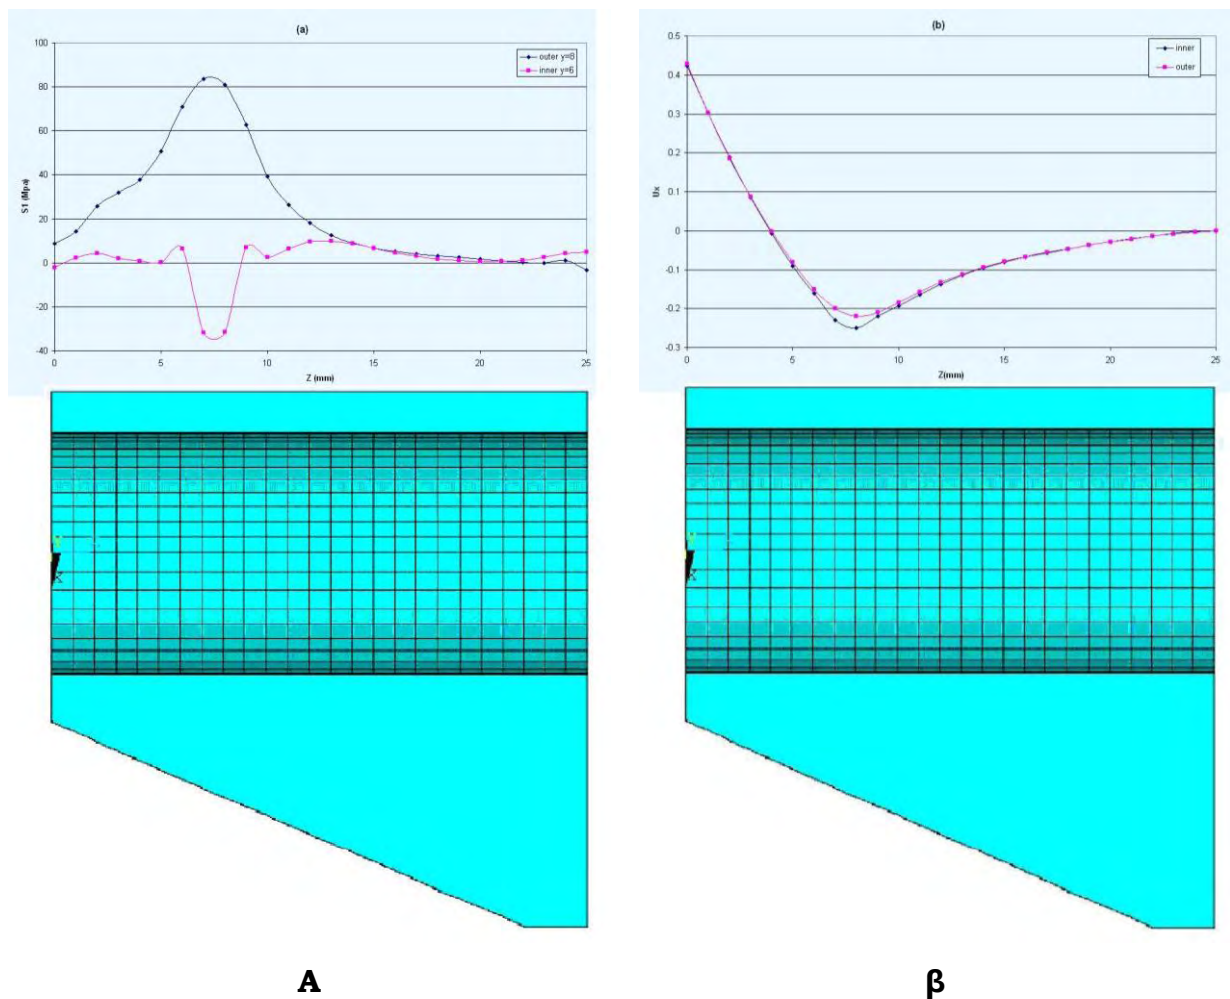 (a)
100
80
60
40
20
0
-20
-40
S1 (Mpa)
outer y=8
inner y=6
0 5 10 15 20 25
Z (mm)
(b)
0.5
0.4
0.3
0.2
0.1
0
-0.1
-0.2
-0.3
Ux
inner
outer
0 5 10 15 20 25
Z(mm)
X
X
A
β